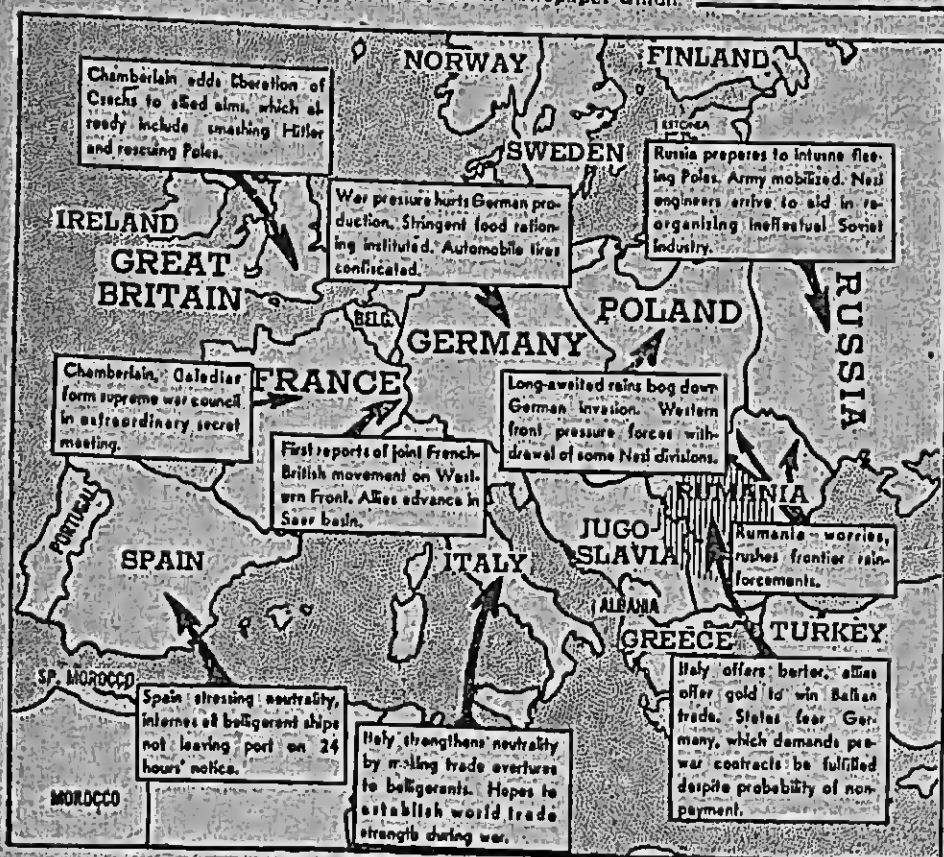 NORWAY
FINLAND
Chamberlain adds liberation of
Czechs to allied aims, which al-
ready include smashing Hitler
and rescuing Poles.
ESTONIA
SWEDEN
Russia prepares to interne flee-
ing Poles. Army mobilized. Nazi
engineers arrive to aid in re-
organizing ineffectual Soviet
industry.
War pressure hurts German pro-
duction. Stringent food ration-
ing instituted. Automobile tires
confiscated.
IRELAND
GREAT
BRITAIN
BELG.
GERMANY
POLAND
RUSSIA
Chamberlain, Daladier
form supreme war council
in extraordinary secret
meeting.
FRANCE
Long-awaited rains bog down
German invasion. Western
front pressure forces with-
drawal of some Nazi divisions.
First reports of joint French-
British movement on West-
ern Front. Allies advance in
Saar basin.
RUMANIA
PORTUGAL
SPAIN
ITALY
JUGO
SLAVIA
Rumania worries,
rushes frontier rein-
forcements.
ALBANIA
GREECE
TURKEY
SP. MOROCCO
Spain stressing neutrality,
internes all belligerent ships
not leaving port on 24
hours' notice.
Italy strengthens neutrality
by making trade overtures
to belligerents. Hopes to
establish world trade
strength during war.
Italy offers barter, allies
offer gold to win Balkan
trade. States fear Ger-
many, which demands pre-
war contracts be fulfilled
despite probability of non-
payment.
MOROCCO